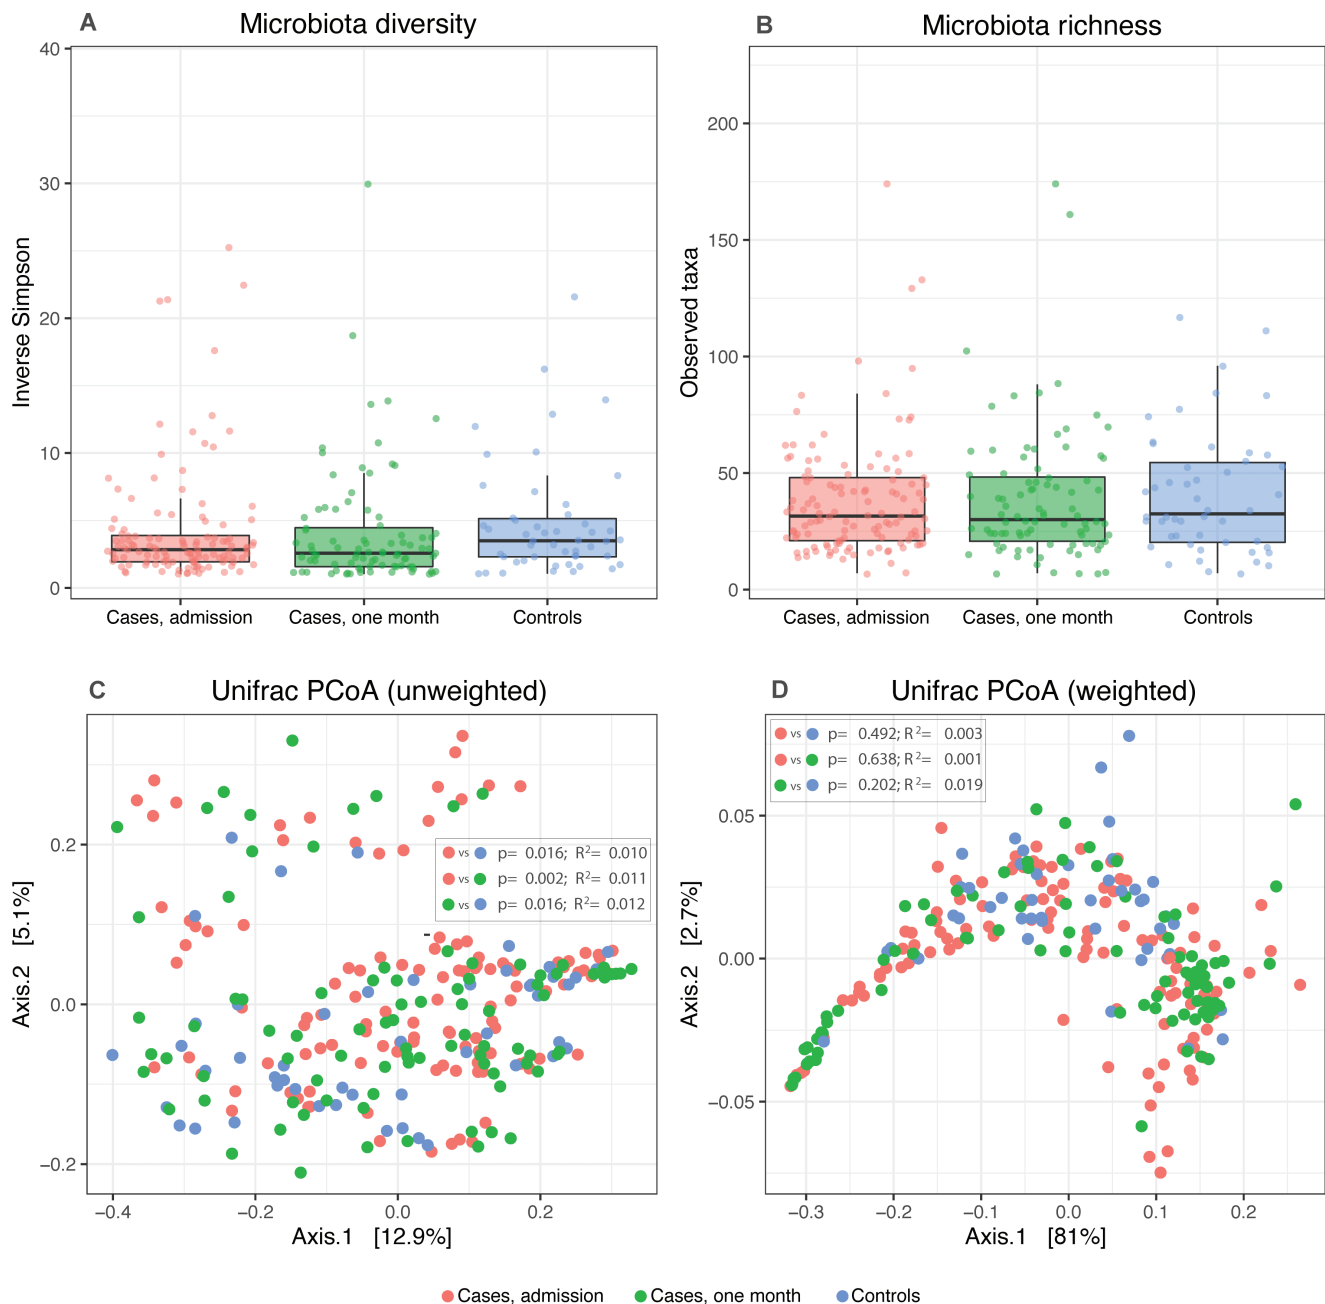 A
Microbiota diversity
40
30
20
10
0
Inverse Simpson
Cases, admission
Cases, one month
Controls
B
Microbiota richness
200
150
100
50
0
Observed taxa
Cases, admission
Cases, one month
Controls
C
Unifrac PCoA (unweighted)
vs p= 0.016; R²= 0.010
vs p= 0.002; R²= 0.011
vs p= 0.016; R²= 0.012
0.2
0.0
−0.2
Axis.2 [5.1%]
−0.4
−0.2
0.0
0.2
Axis.1 [12.9%]
D
Unifrac PCoA (weighted)
vs p= 0.492; R²= 0.003
vs p= 0.638; R²= 0.001
vs p= 0.202; R²= 0.019
0.05
0.00
−0.05
Axis.2 [2.7%]
−0.3
−0.2
−0.1
0.0
0.1
0.2
Axis.1 [81%]
Cases, admission
Cases, one month
Controls